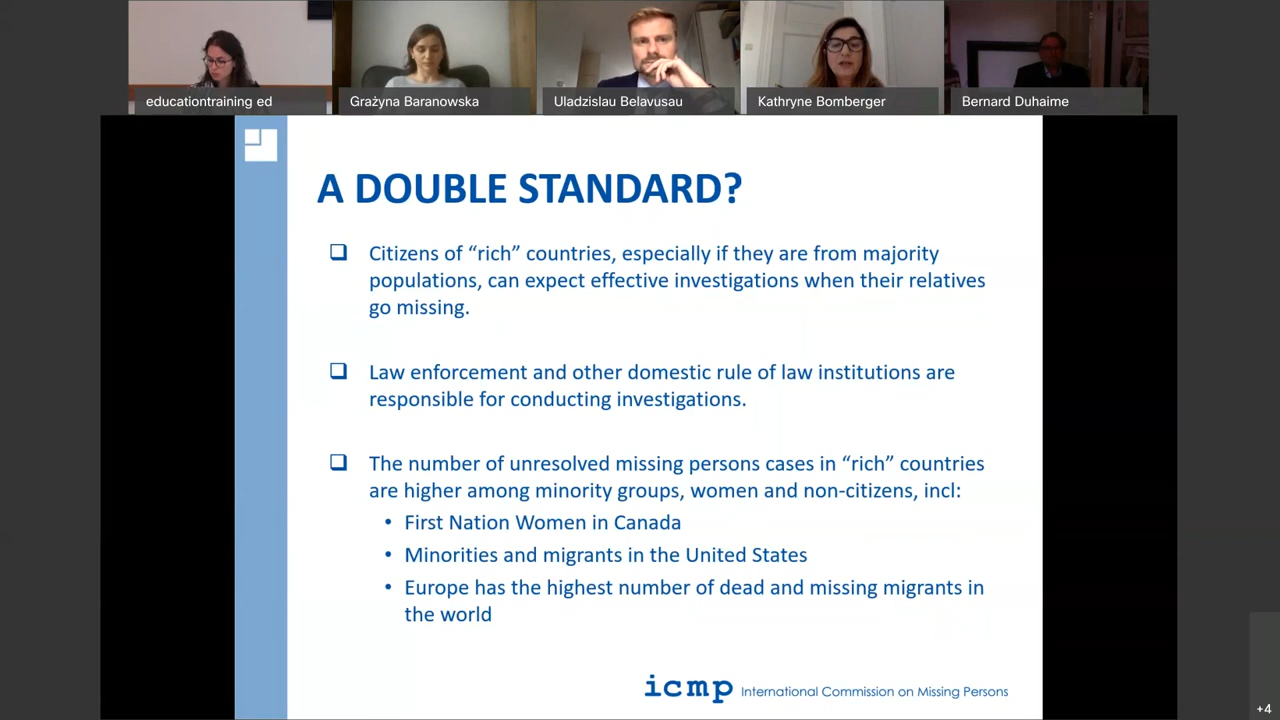 educationtraining ed
Grażyna Baranowska
Uladzislau Belavusau
Kathryne Bomberger
Bernard Duhaime
A DOUBLE STANDARD?
❑ Citizens of “rich” countries, especially if they are from majority
populations, can expect effective investigations when their relatives
go missing.
❑ Law enforcement and other domestic rule of law institutions are
responsible for conducting investigations.
❑ The number of unresolved missing persons cases in “rich” countries
are higher among minority groups, women and non-citizens, incl:
• First Nation Women in Canada
• Minorities and migrants in the United States
• Europe has the highest number of dead and missing migrants in
the world
icmp International Commission on Missing Persons
+4